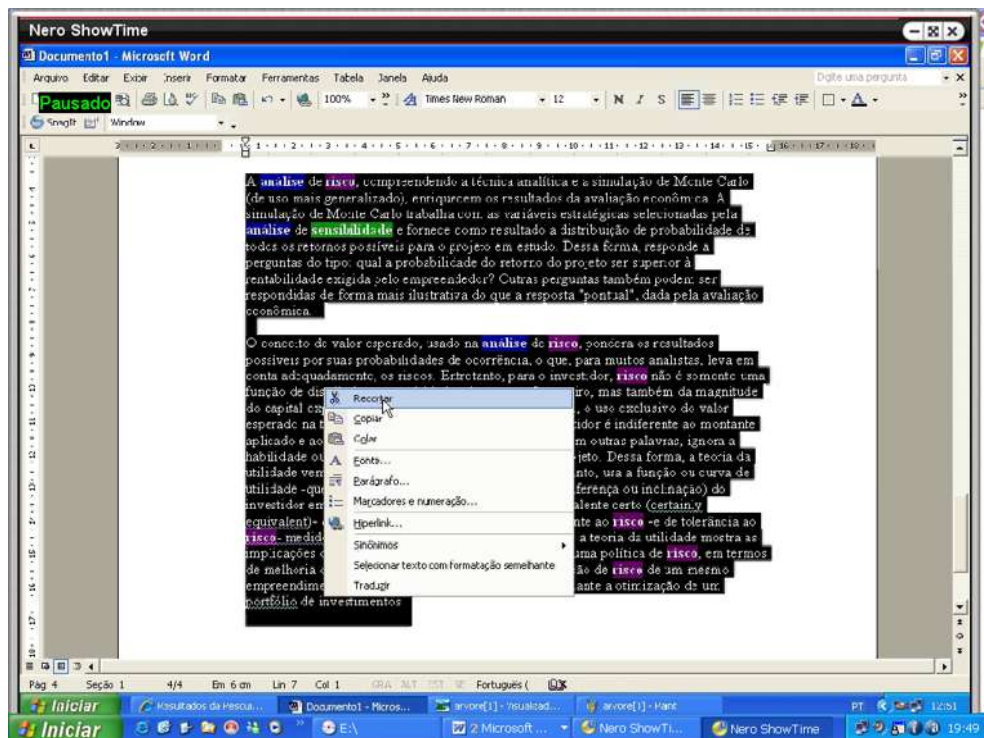 Nero ShowTime
Documento1 - Microsoft Word
Arquivo Editar Exibir Inserir Formatar Ferramentas Tabela Janela Ajuda Digite uma pergunta
Pausado 100% Times New Roman 12 N I S
SnagIt Window
A análise de risco, compreendendo a técnica analítica e a simulação de Monte Carlo
(de uso mais generalizado), enriquecem os resultados da avaliação econômica. A
simulação de Monte Carlo trabalha com as variáveis estratégicas selecionadas pela
análise de sensibilidade e fornece como resultado a distribuição de probabilidade de
todos os retornos possíveis para o projeto em estudo. Dessa forma, responde a
perguntas do tipo: qual a probabilidade do retorno do projeto ser superior à
rentabilidade exigida pelo empreendedor? Outras perguntas também podem ser
respondidas de forma mais ilustrativa do que a resposta "pontual", dada pela avaliação
econômica.
O conceito de valor esperado, usado na análise de risco, pondera os resultados
possíveis por suas probabilidades de ocorrência, o que, para muitos analistas, leva em
conta adequadamente, os riscos. Entretanto, para o investidor, risco não é somente uma
função de iro, mas também da magnitude
do capital o uso exclusivo do valor
esperado na idor é indiferente ao montante
aplicado e ao m outras palavras, ignora a
habilidade ou jeto. Dessa forma, a teoria da
utilidade vem nto, usa a função ou curva de
utilidade -que ferença ou inclinação) do
investidor em alente certo (certainly
equivalent)- nte ao risco -e de tolerância ao
risco- medid a teoria da utilidade mostra as
implicações uma política de risco, em termos
de melhoria ão de risco de um mesmo
empreendime ante a otimização de um
portfólio de investimentos
Recortar
Copiar
Colar
Fonte...
Parágrafo...
Marcadores e numeração...
Hiperlink...
Sinônimos
Selecionar texto com formatação semelhante
Traduzir
Pág 4 Seção 1 4/4 Em 6 cm Lin 7 Col 1 GRA ALT EST SE Português (
Iniciar Resultados da Pesqui... Documento1 - Micros... arvore[1] - Visualizad... arvore[1] - Paint PT 12:51
Iniciar E:\ 2 Microsoft ... Nero ShowTi... Nero ShowTime 19:49